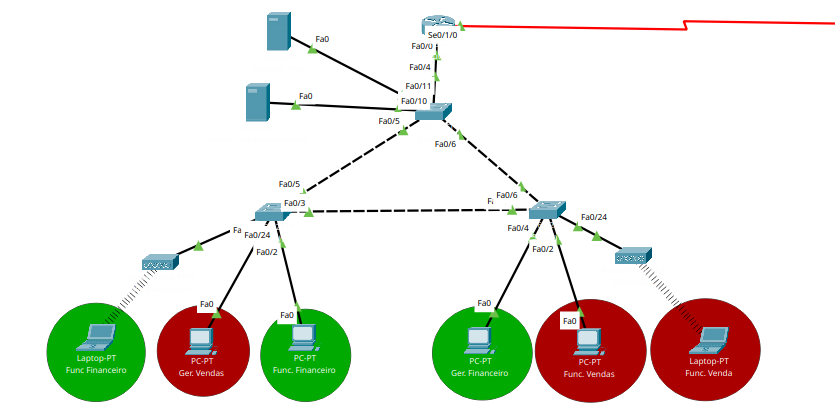 Se0/1/0
Fa0/0
Fa0
Fa0/4
Fa0/11
Fa0
Fa0/10
Fa0/5
Fa0/6
Fa0/5
Fa0/3
Fa0/6
Fa0/24
Fa0/24
Fa0/4
Fa0/2
Fa0/2
Fa0
Fa0
Fa0
Fa0
Laptop-PT
Func Financeiro
PC-PT
Ger. Vendas
PC-PT
Func. Financeiro
PC-PT
Ger. Financeiro
PC-PT
Func. Vendas
Laptop-PT
Func. Venda